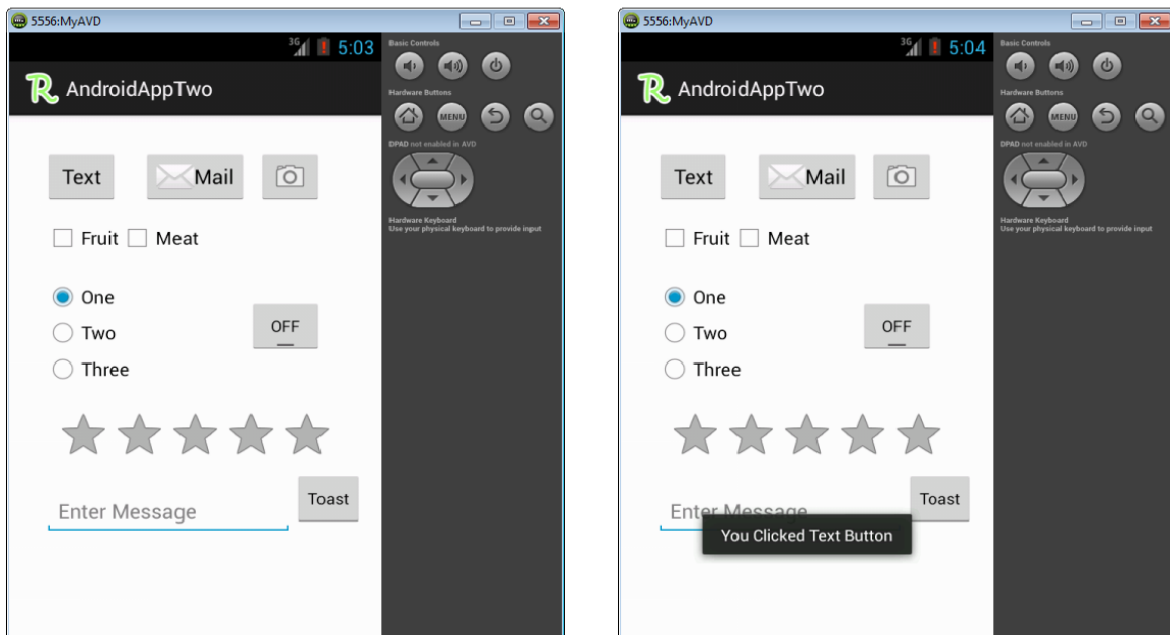 5556:MyAVD
3G 5:03
R AndroidAppTwo
Text Mail
Fruit Meat
One
Two
OFF
Three
Enter Message
Toast
Basic Controls
Hardware Buttons
MENU
DPAD not enabled in AVD
Hardware Keyboard
Use your physical keyboard to provide input
5556:MyAVD
3G 5:04
R AndroidAppTwo
Text Mail
Fruit Meat
One
Two
OFF
Three
Enter Message
Toast
You Clicked Text Button
Basic Controls
Hardware Buttons
MENU
DPAD not enabled in AVD
Hardware Keyboard
Use your physical keyboard to provide input